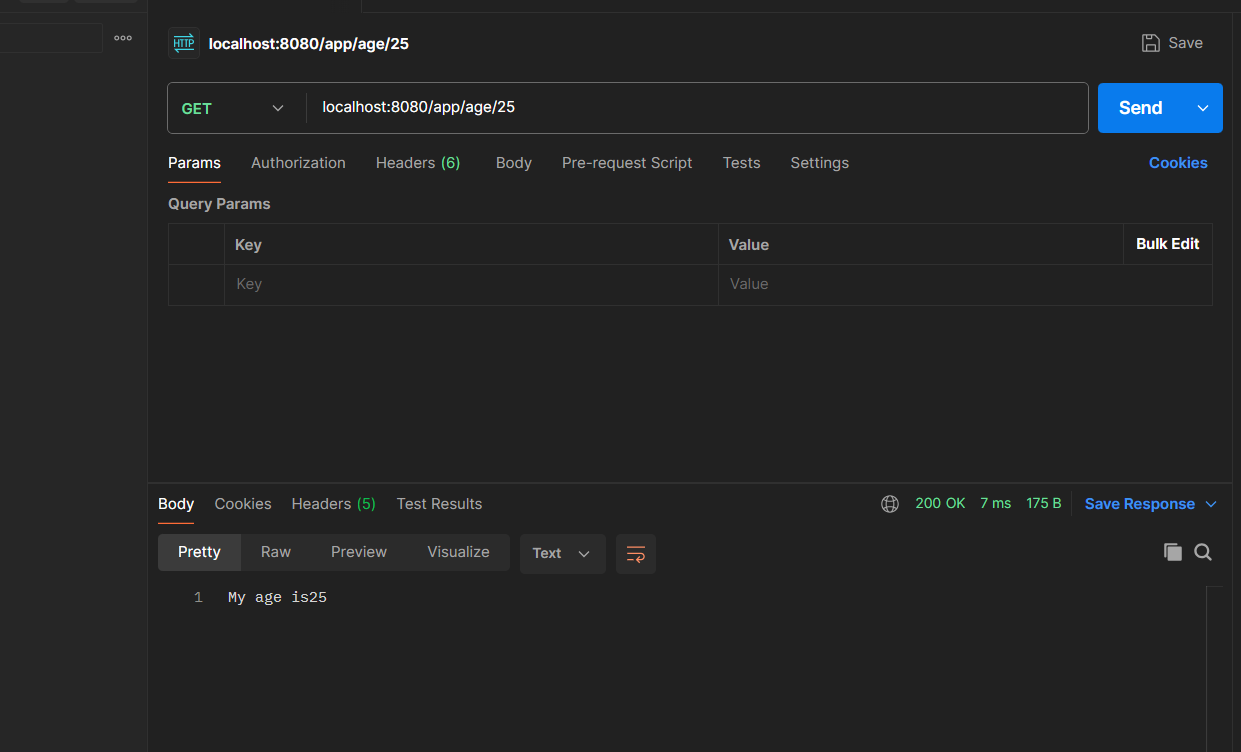 HTTP localhost:8080/app/age/25 Save
GET localhost:8080/app/age/25 Send
Params Authorization Headers (6) Body Pre-request Script Tests Settings Cookies
Query Params
Key Value Bulk Edit
Key Value
Body Cookies Headers (5) Test Results 200 OK 7 ms 175 B Save Response
Pretty Raw Preview Visualize Text
1 My age is25